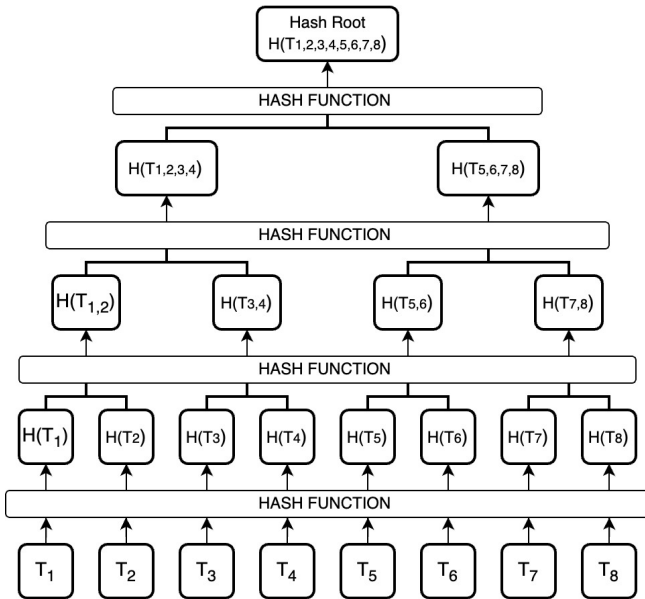 Hash Root
H(T1,2,3,4,5,6,7,8)
HASH FUNCTION
H(T1,2,3,4)
H(T5,6,7,8)
HASH FUNCTION
H(T1,2)
H(T3,4)
H(T5,6)
H(T7,8)
HASH FUNCTION
H(T1)
H(T2)
H(T3)
H(T4)
H(T5)
H(T6)
H(T7)
H(T8)
HASH FUNCTION
T1
T2
T3
T4
T5
T6
T7
T8